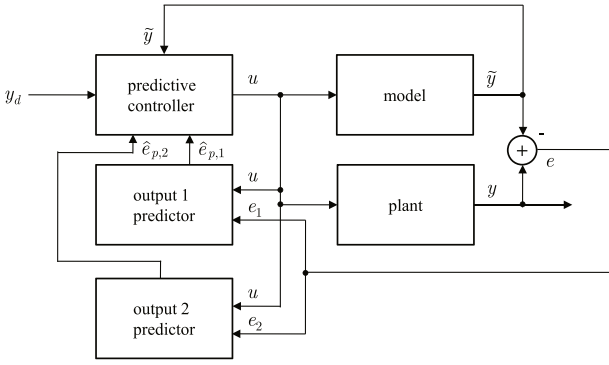 ỹ
u
ỹ
y_d
predictive
controller
model
-
ê_{p,2}
ê_{p,1}
+
e
u
output 1
predictor
e_1
plant
y
output 2
predictor
u
e_2